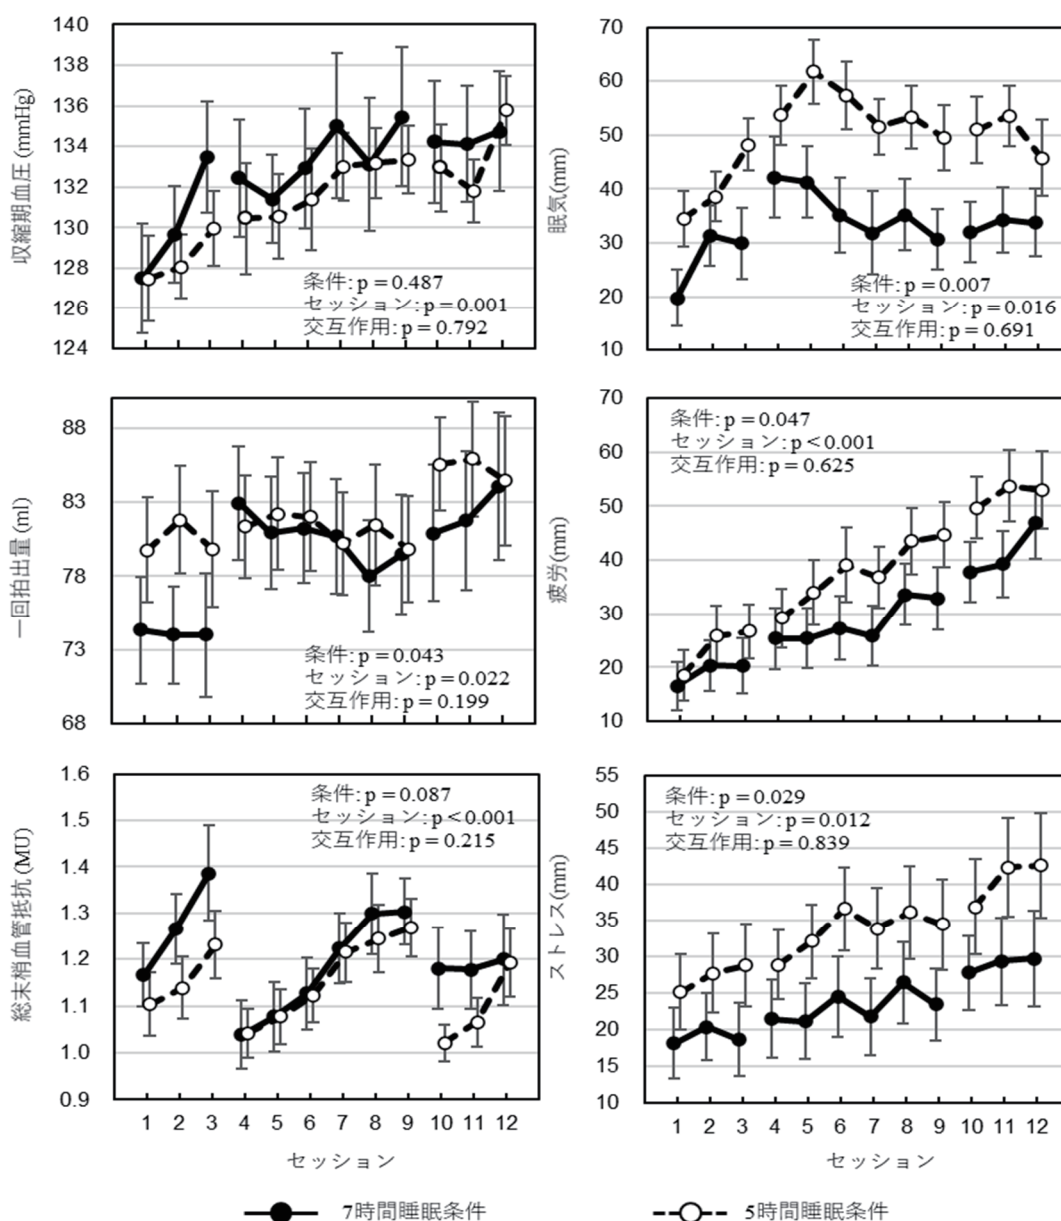 収縮期血圧 (mmHg)
140
138
136
134
132
130
128
126
124
条件: p = 0.487
セッション: p = 0.001
交互作用: p = 0.792
眠気(mm)
70
60
50
40
30
20
10
条件: p = 0.007
セッション: p = 0.016
交互作用: p = 0.691
一回拍出量 (ml)
88
83
78
73
68
条件: p = 0.043
セッション: p = 0.022
交互作用: p = 0.199
疲労(mm)
70
60
50
40
30
20
10
条件: p = 0.047
セッション: p < 0.001
交互作用: p = 0.625
総末梢血管抵抗 (MU)
1.6
1.5
1.4
1.3
1.2
1.1
1.0
0.9
条件: p = 0.087
セッション: p < 0.001
交互作用: p = 0.215
1 2 3 4 5 6 7 8 9 10 11 12
セッション
ストレス(mm)
55
50
45
40
35
30
25
20
15
10
条件: p = 0.029
セッション: p = 0.012
交互作用: p = 0.839
1 2 3 4 5 6 7 8 9 10 11 12
セッション
7時間睡眠条件
5時間睡眠条件